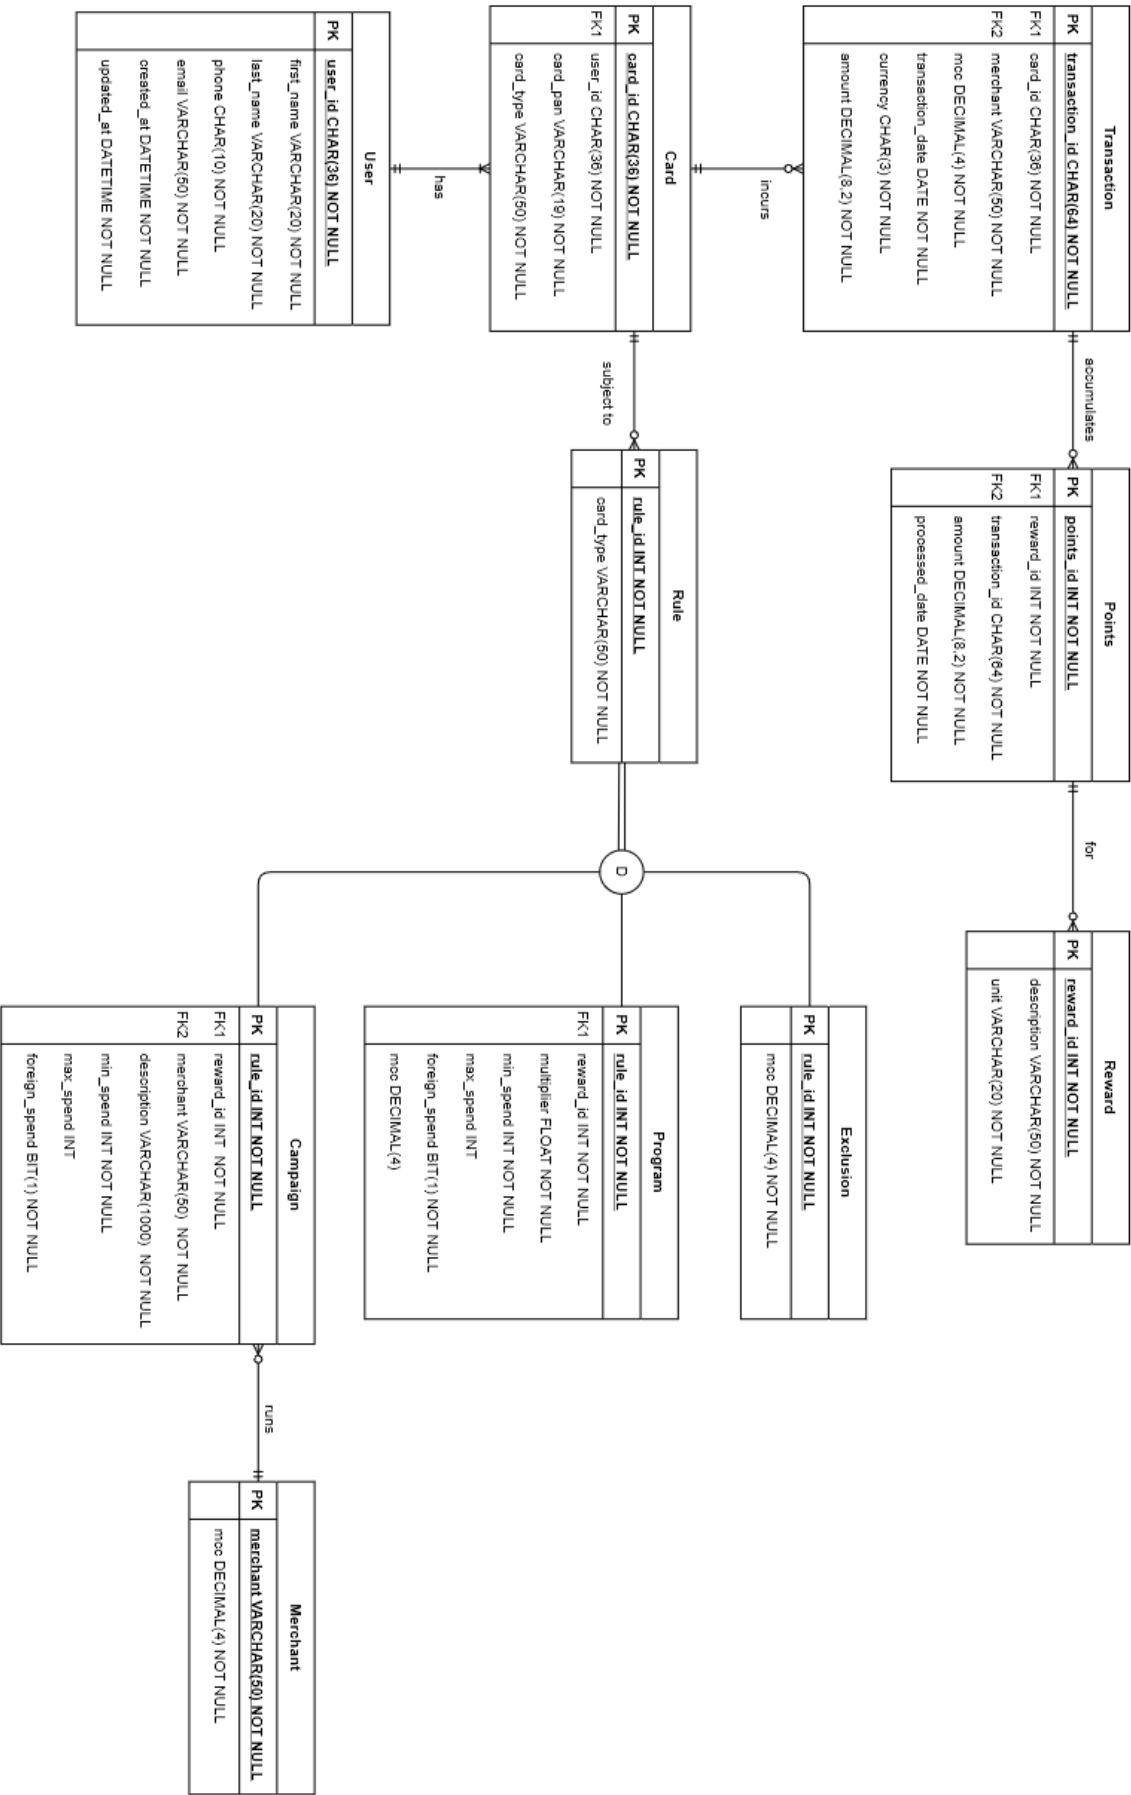 Transaction
PK transaction_id CHAR(64) NOT NULL
FK1 card_id CHAR(36) NOT NULL
FK2 merchant VARCHAR(50) NOT NULL
mcc DECIMAL(4) NOT NULL
transaction_date DATE NOT NULL
currency CHAR(3) NOT NULL
amount DECIMAL(8,2) NOT NULL
accumulates
Points
PK points_id INT NOT NULL
FK1 reward_id INT NOT NULL
FK2 transaction_id CHAR(64) NOT NULL
amount DECIMAL(8,2) NOT NULL
processed_date DATE NOT NULL
for
Reward
PK reward_id INT NOT NULL
description VARCHAR(50) NOT NULL
unit VARCHAR(20) NOT NULL
incurs
Card
PK card_id CHAR(36) NOT NULL
FK1 user_id CHAR(36) NOT NULL
card_pan VARCHAR(19) NOT NULL
card_type VARCHAR(50) NOT NULL
subject to
Rule
PK rule_id INT NOT NULL
card_type VARCHAR(50) NOT NULL
D
Exclusion
PK rule_id INT NOT NULL
mcc DECIMAL(4) NOT NULL
Program
PK rule_id INT NOT NULL
FK1 reward_id INT NOT NULL
multiplier FLOAT NOT NULL
min_spend INT NOT NULL
max_spend INT
foreign_spend BIT(1) NOT NULL
mcc DECIMAL(4)
has
User
PK user_id CHAR(36) NOT NULL
first_name VARCHAR(20) NOT NULL
last_name VARCHAR(20) NOT NULL
phone CHAR(10) NOT NULL
email VARCHAR(50) NOT NULL
created_at DATETIME NOT NULL
updated_at DATETIME NOT NULL
Campaign
PK rule_id INT NOT NULL
FK1 reward_id INT NOT NULL
FK2 merchant VARCHAR(50) NOT NULL
description VARCHAR(1000) NOT NULL
min_spend INT NOT NULL
max_spend INT
foreign_spend BIT(1) NOT NULL
runs
Merchant
PK merchant VARCHAR(50) NOT NULL
mcc DECIMAL(4) NOT NULL